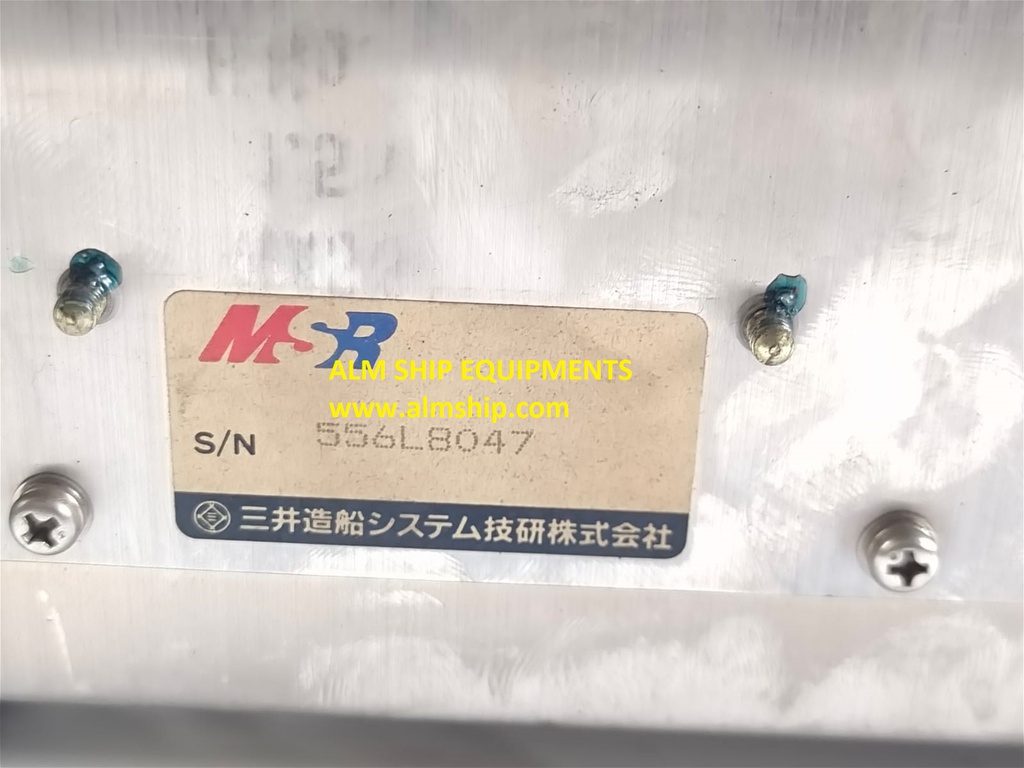 MSR
ALM SHIP EQUIPMENTS
www.almship.com
S/N 556L8047
三井造船システム技研株式会社